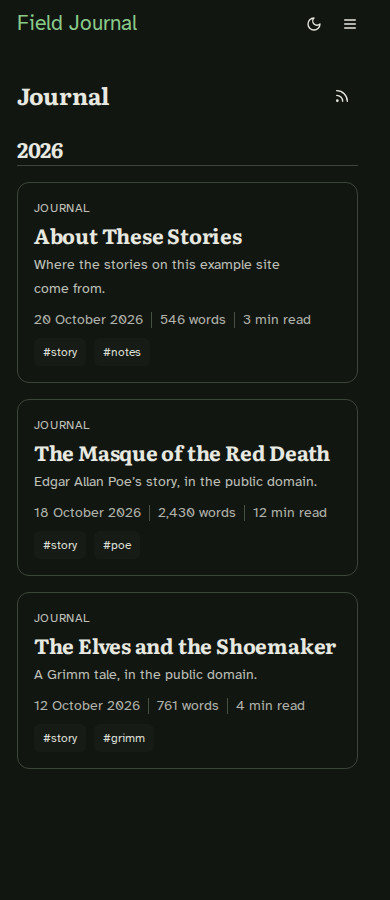 Field Journal
Journal
2026
JOURNAL
About These Stories
Where the stories on this example site
come from.
20 October 2026 546 words 3 min read
#story #notes
JOURNAL
The Masque of the Red Death
Edgar Allan Poe's story, in the public domain.
18 October 2026 2,430 words 12 min read
#story #poe
JOURNAL
The Elves and the Shoemaker
A Grimm tale, in the public domain.
12 October 2026 761 words 4 min read
#story #grimm